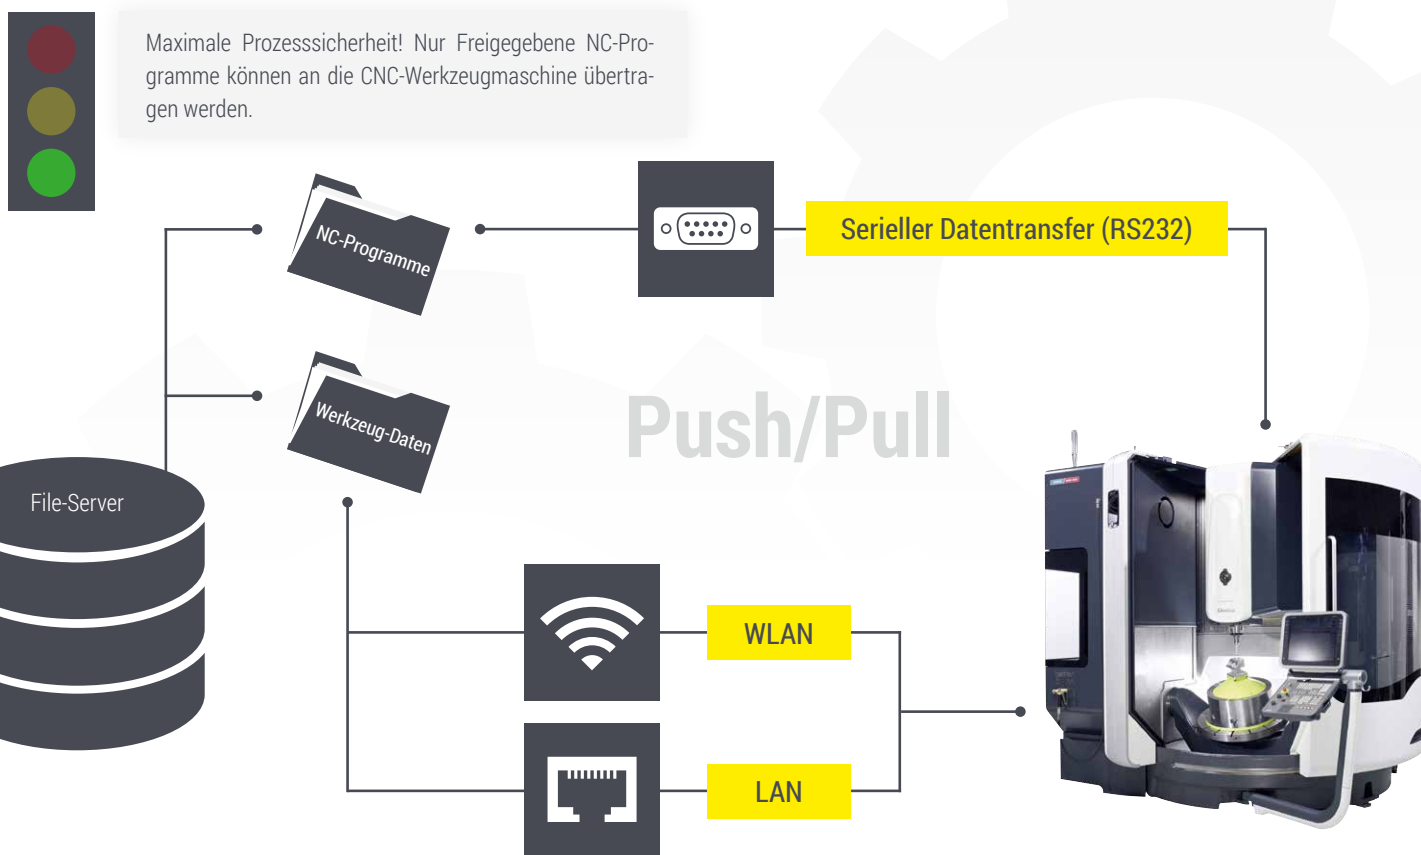 Maximale Prozesssicherheit! Nur Freigegebene NC-Pro-
gramme können an die CNC-Werkzeugmaschine übertra-
gen werden.
NC-Programme
Serieller Datentransfer (RS232)
Werkzeug-Daten
Push/Pull
File-Server
WLAN
LAN